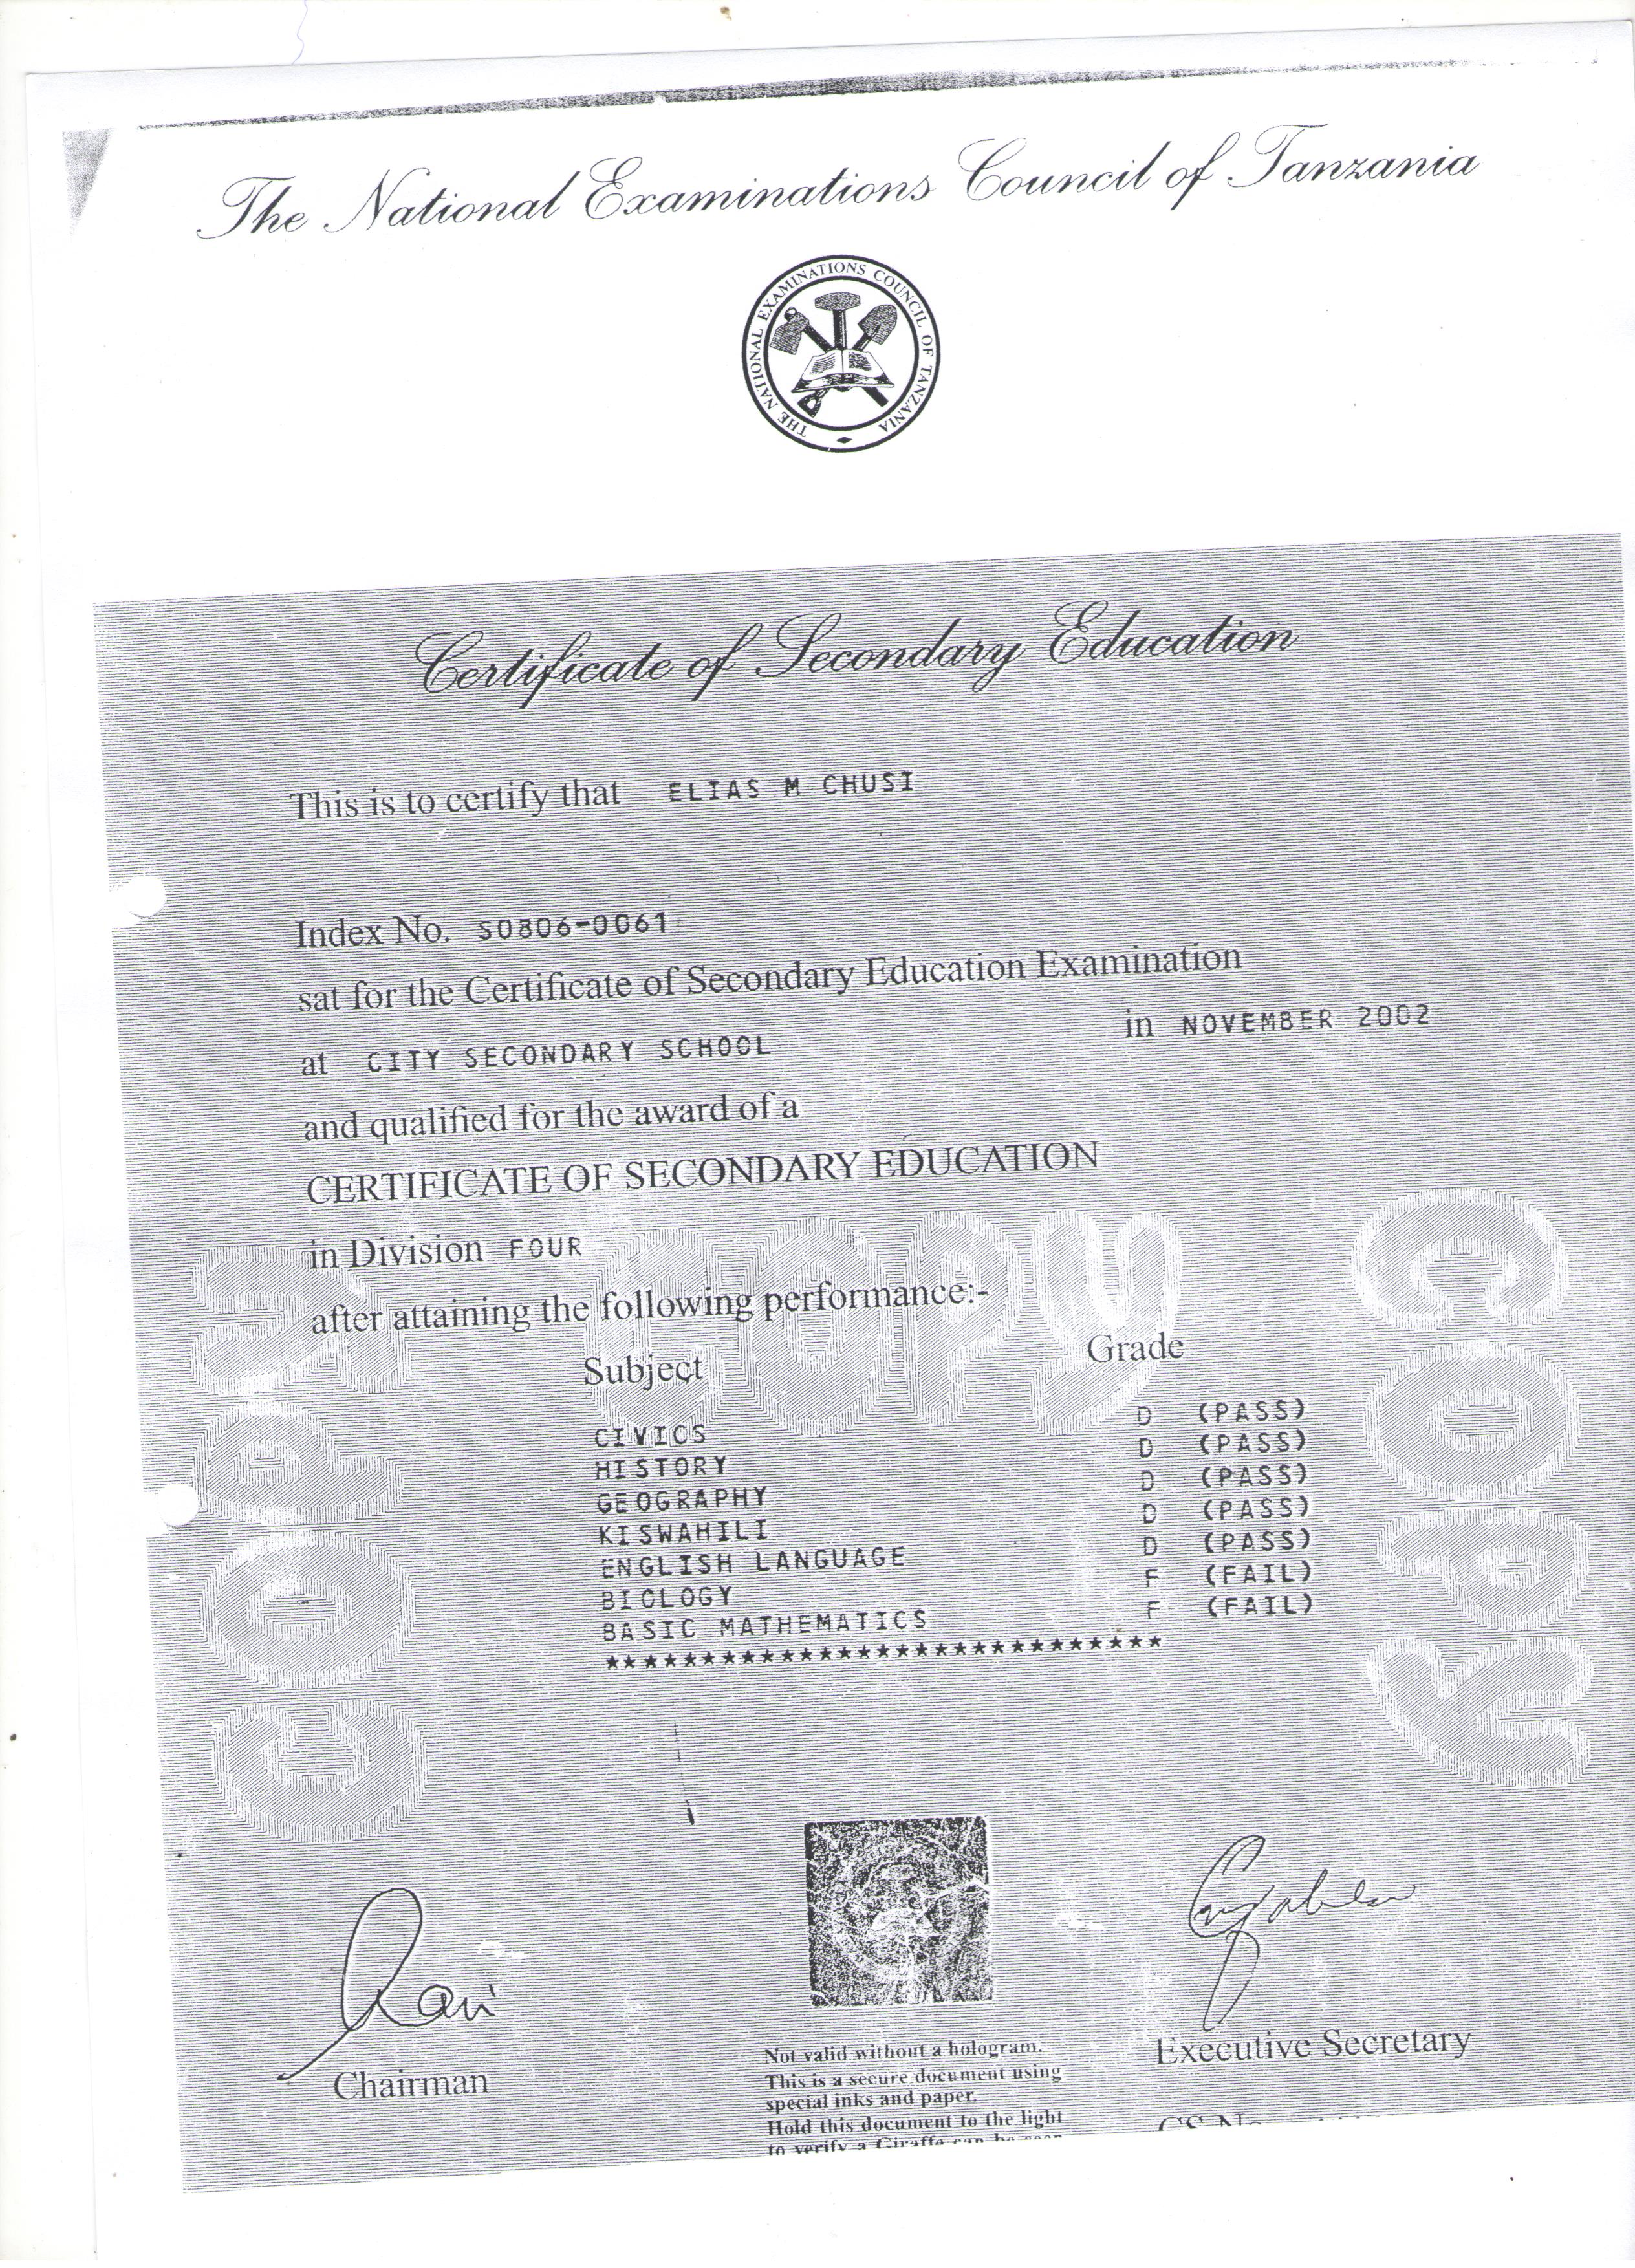 The National Examinations Council of Tanzania
THE NATIONAL EXAMINATIONS COUNCIL OF TANZANIA
Certificate of Secondary Education
This is to certify that ELIAS M CHUSI
Index No. S0806-0061
sat for the Certificate of Secondary Education Examination
at CITY SECONDARY SCHOOL in NOVEMBER 2002
and qualified for the award of a
CERTIFICATE OF SECONDARY EDUCATION
in Division FOUR
after attaining the following performance:-
Subject Grade
CIVICS D (PASS)
HISTORY D (PASS)
GEOGRAPHY D (PASS)
KISWAHILI D (PASS)
ENGLISH LANGUAGE D (PASS)
BIOLOGY F (FAIL)
BASIC MATHEMATICS F (FAIL)
*****************************
COPY
COPY
COPY
Chairman
Executive Secretary
Not valid without a hologram.
This is a secure document using
special inks and paper.
Hold this document to the light
to verify a Giraffe can be seen